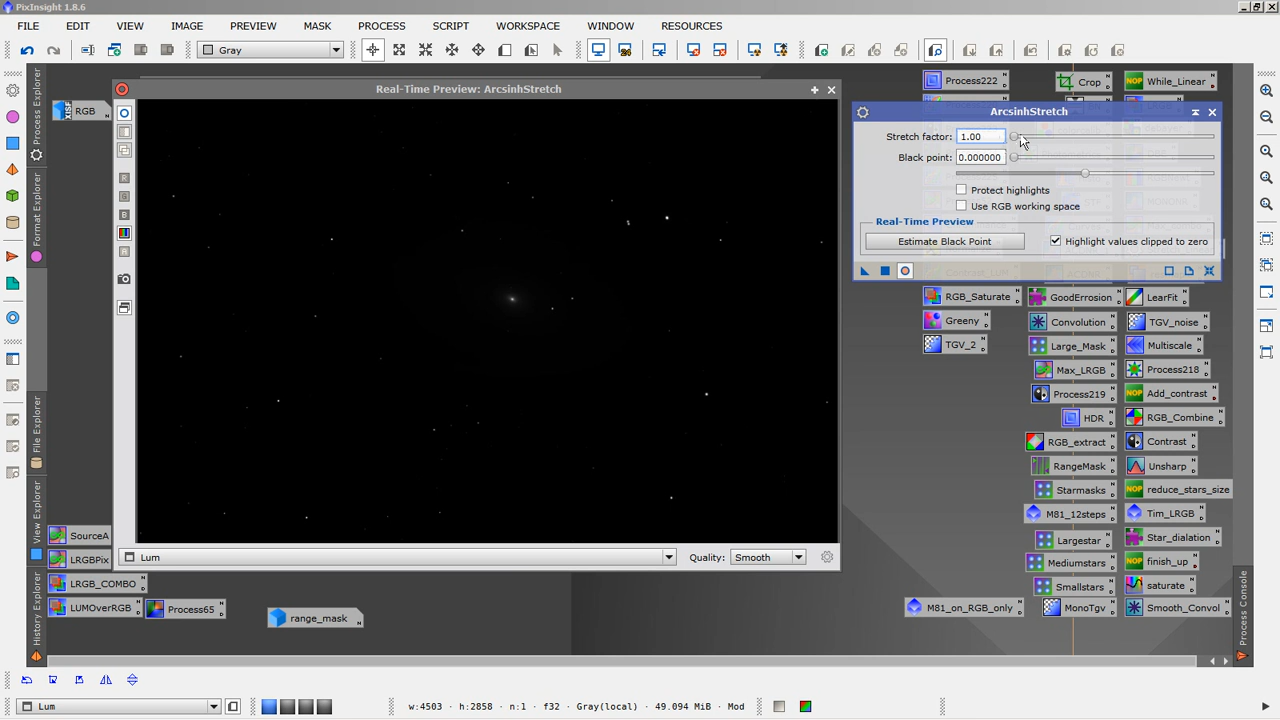 PixInsight 1.8.6
FILE EDIT VIEW IMAGE PREVIEW MASK PROCESS SCRIPT WORKSPACE WINDOW RESOURCES
Gray
Process Explorer
Format Explorer
File Explorer
View Explorer
History Explorer
RGB
Real-Time Preview: ArcsinhStretch
Process222
Crop
While_Linear
ArcsinhStretch
Stretch factor: 1.00
Black point: 0.000000
Protect highlights
Use RGB working space
Real-Time Preview
Estimate Black Point
Highlight values clipped to zero
RGB_Saturate
GoodErrosion
LearFit
Greeny
Convolution
TGV_noise
TGV_2
Large_Mask
Multiscale
Max_LRGB
Process218
Process219
Add_contrast
HDR
RGB_Combine
RGB_extract
Contrast
RangeMask
Unsharp
Starmasks
reduce_stars_size
M81_12steps
Tim_LRGB
Largestar
Star_dialation
Mediumstars
finish_up
Smallstars
saturate
M81_on_RGB_only
MonoTgv
Smooth_Convol
Process Console
SourceA
LRGBPix
LRGB_COMBO
LUMOverRGB
Process65
range_mask
Lum
Quality: Smooth
Lum
w:4503 · h:2858 · n:1 · f32 · Gray(local) · 49.094 MiB · Mod